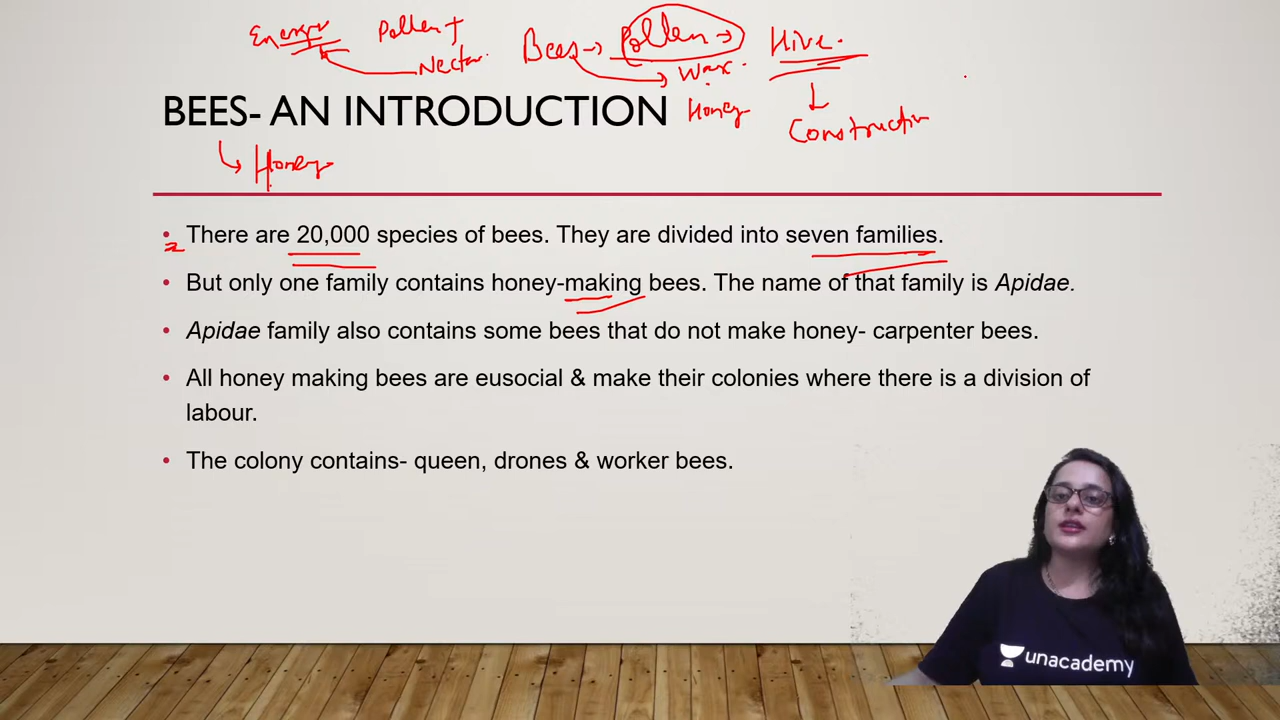 Energy Pollen + Bees → Pollen → Hive.
Nectar. Wax.
BEES- AN INTRODUCTION Honey Construction
↳ Honey
• There are 20,000 species of bees. They are divided into seven families.
• But only one family contains honey-making bees. The name of that family is Apidae.
• Apidae family also contains some bees that do not make honey- carpenter bees.
• All honey making bees are eusocial & make their colonies where there is a division of
labour.
• The colony contains- queen, drones & worker bees.
unacademy